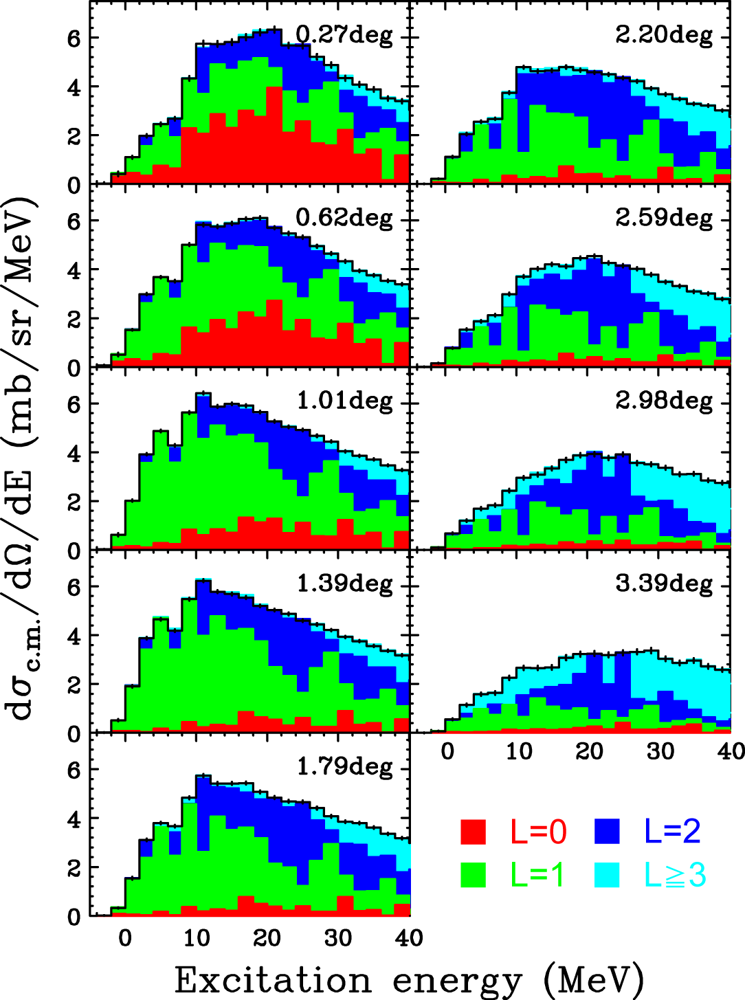 0.27deg
6
4
2
0
2.20deg
0.62deg
6
4
2
0
2.59deg
1.01deg
6
4
2
0
2.98deg
1.39deg
6
4
2
0
3.39deg
0 10 20 30 40
1.79deg
6
4
2
0
0 10 20 30 40
L=0 L=2
L=1 L≧3
dσc.m./dΩ/dE (mb/sr/MeV)
Excitation energy (MeV)